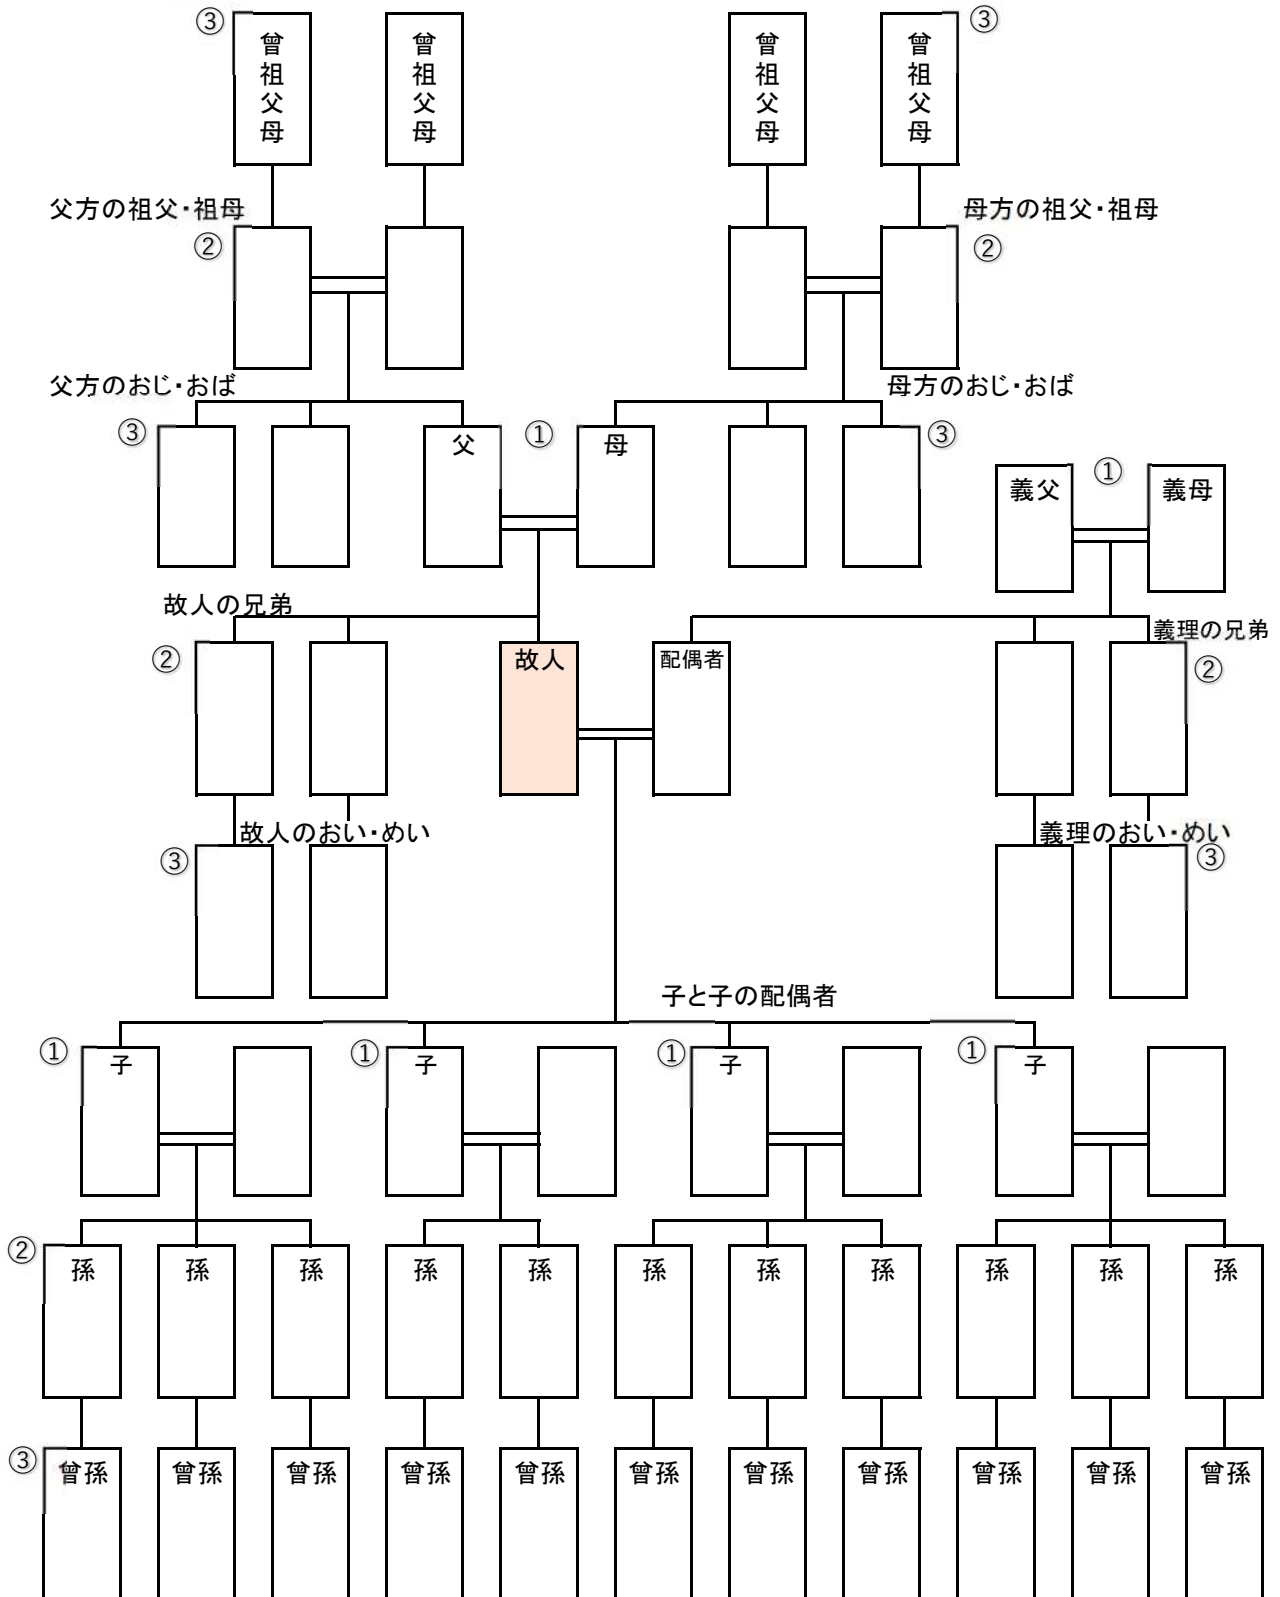 ③ 曾祖父母 曾祖父母 曾祖父母 曾祖父母 ③
父方の祖父・祖母 母方の祖父・祖母
② ②
父方のおじ・おば 母方のおじ・おば
③ 父 ① 母 ③
義父 ① 義母
故人の兄弟
義理の兄弟
② 故人 配偶者 ②
故人のおい・めい 義理のおい・めい
③ ③
子と子の配偶者
① 子 ① 子 ① 子 ① 子
② 孫 孫 孫 孫 孫 孫 孫 孫 孫 孫 孫
③ 曾孫 曾孫 曾孫 曾孫 曾孫 曾孫 曾孫 曾孫 曾孫 曾孫 曾孫